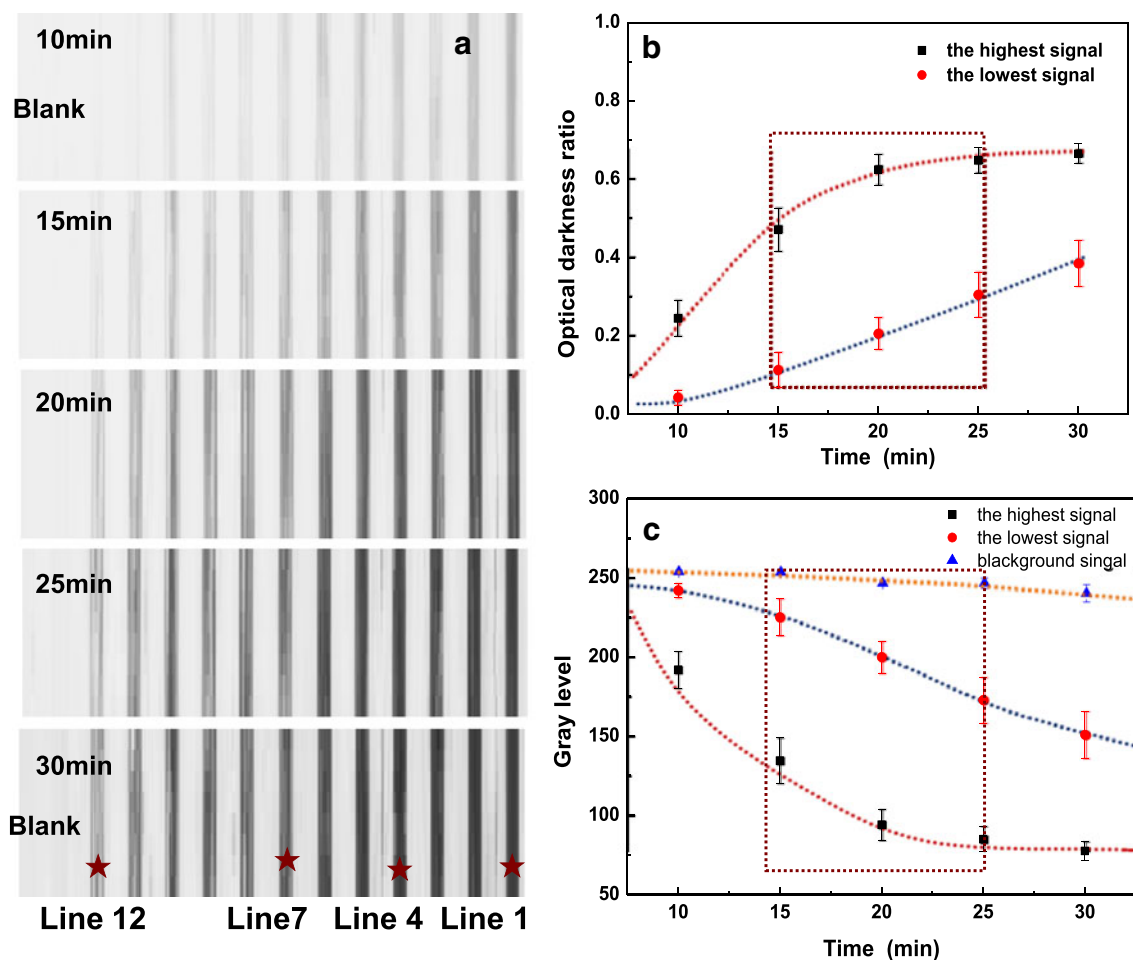 a
10min
Blank
15min
20min
25min
30min
Blank
Line 12
Line7
Line 4
Line 1
b
the highest signal
the lowest signal
Optical darkness ratio
1.0
0.8
0.6
0.4
0.2
0.0
10 15 20 25 30
Time (min)
c
the highest signal
the lowest signal
blackground singal
Gray level
300
250
200
150
100
50
10 15 20 25 30
Time (min)